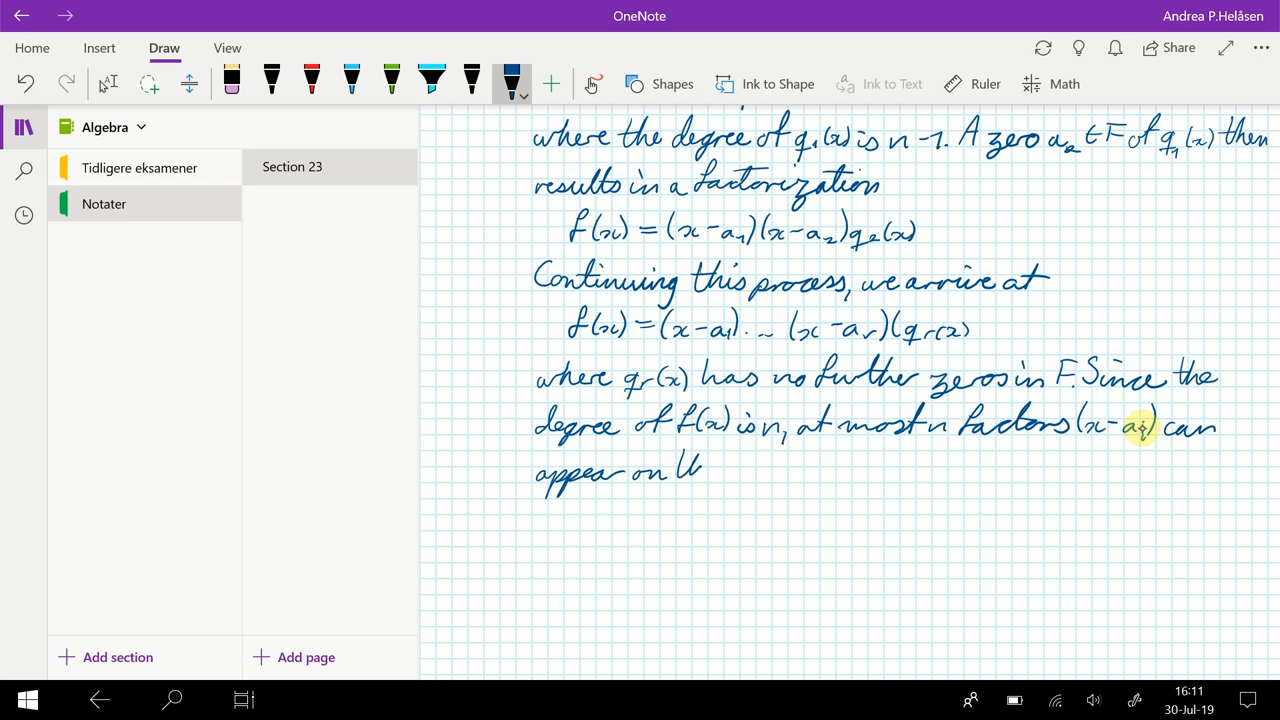 OneNote
Andrea P.Helåsen
Home Insert Draw View
Share
Shapes Ink to Shape Ink to Text Ruler Math
Algebra
Tidligere eksamener
Notater
Section 23
where the degree of q₁(x) is n-1. A zero a₂ ∈ F of q₁(x) then
results in a factorization
f(x) = (x-a₁)(x-a₂)q₂(x)
Continuing this process, we arrive at
f(x) = (x-a₁)... (x-aᵣ)(qᵣ(x)
where qᵣ(x) has no further zeros in F. Since the
degree of f(x) is n, at most n factors (x-aᵢ) can
appear on
Add section
Add page
16:11
30-Jul-19